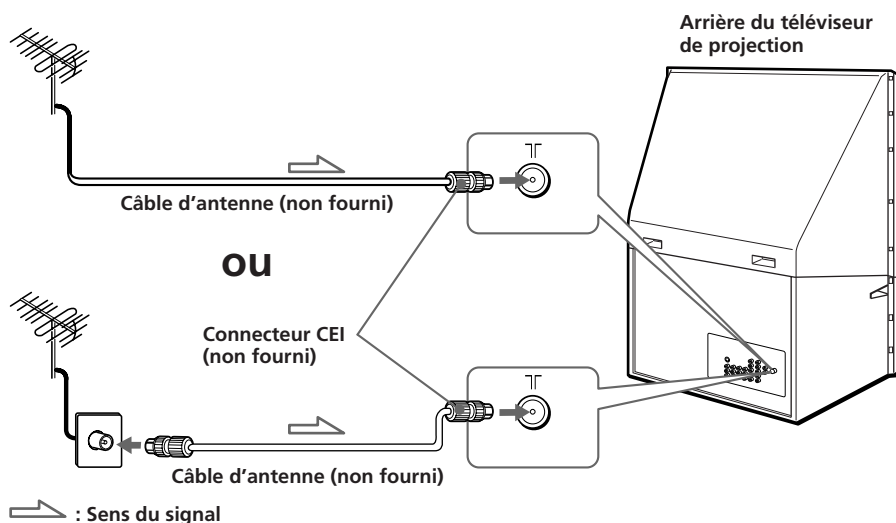 Arrière du téléviseur
de projection
Câble d’antenne (non fourni)
ou
Connecteur CEI
(non fourni)
Câble d’antenne (non fourni)
: Sens du signal